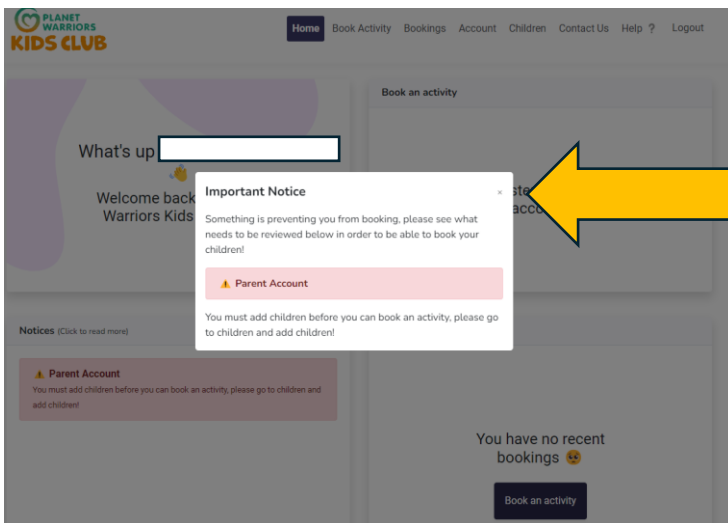 PLANET
WARRIORS
KIDS CLUB
Home Book Activity Bookings Account Children Contact Us Help ? Logout
What's up
👋
Welcome back
Warriors Kids
Book an activity
Important Notice ×
Something is preventing you from booking, please see what
needs to be reviewed below in order to be able to book your
children!
⚠ Parent Account
You must add children before you can book an activity, please go
to children and add children!
Notices (Click to read more)
⚠ Parent Account
You must add children before you can book an activity, please go to children and
add children!
You have no recent
bookings 🥺
Book an activity